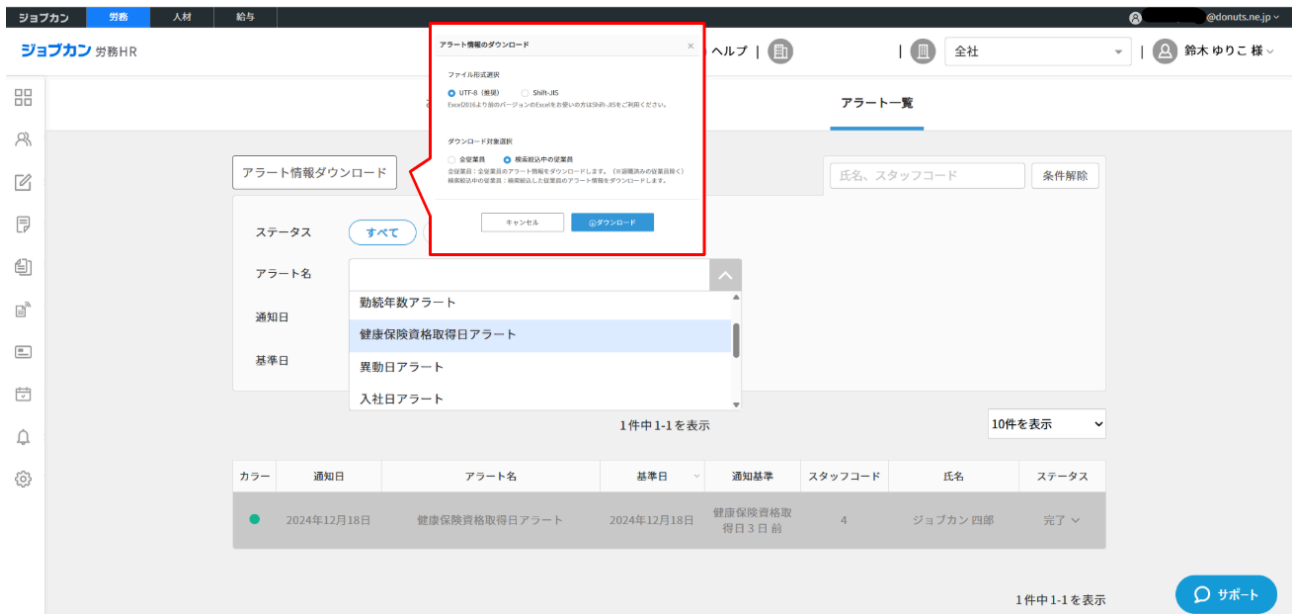 ジョブカン 労務 人材 給与 @donuts.ne.jp
ジョブカン 労務HR ヘルプ | | 全社 | 鈴木 ゆりこ 様
アラート一覧
アラート情報のダウンロード ×
ファイル形式選択
UTF-8（推奨） Shift-JIS
Excel2016より前のバージョンのExcelをお使いの方はShift-JISをご利用ください。
ダウンロード対象選択
全従業員 検索絞込中の従業員
全従業員：全従業員のアラート情報をダウンロードします。（※退職済みの従業員除く）
検索絞込中の従業員：検索絞込した従業員のアラート情報をダウンロードします。
キャンセル ダウンロード
アラート情報ダウンロード 氏名、スタッフコード 条件解除
ステータス すべて
アラート名
勤続年数アラート
通知日
健康保険資格取得日アラート
基準日
異動日アラート
入社日アラート
1件中1-1を表示 10件を表示
カラー 通知日 アラート名 基準日 通知基準 スタッフコード 氏名 ステータス
2024年12月18日 健康保険資格取得日アラート 2024年12月18日 健康保険資格取 4 ジョブカン 四郎 完了
得日 3 日 前
1件中1-1を表示
サポート